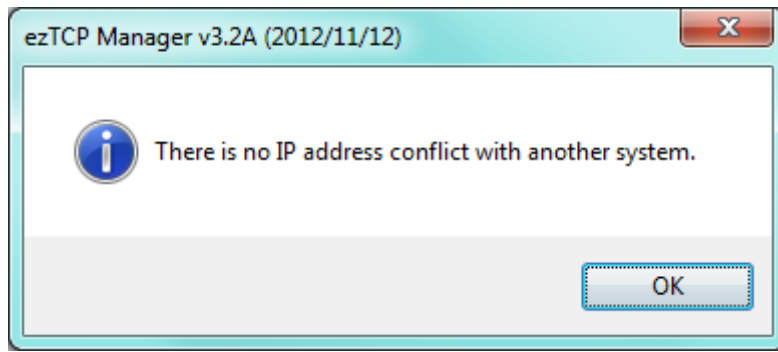 ezTCP Manager v3.2A (2012/11/12)
There is no IP address conflict with another system.
OK